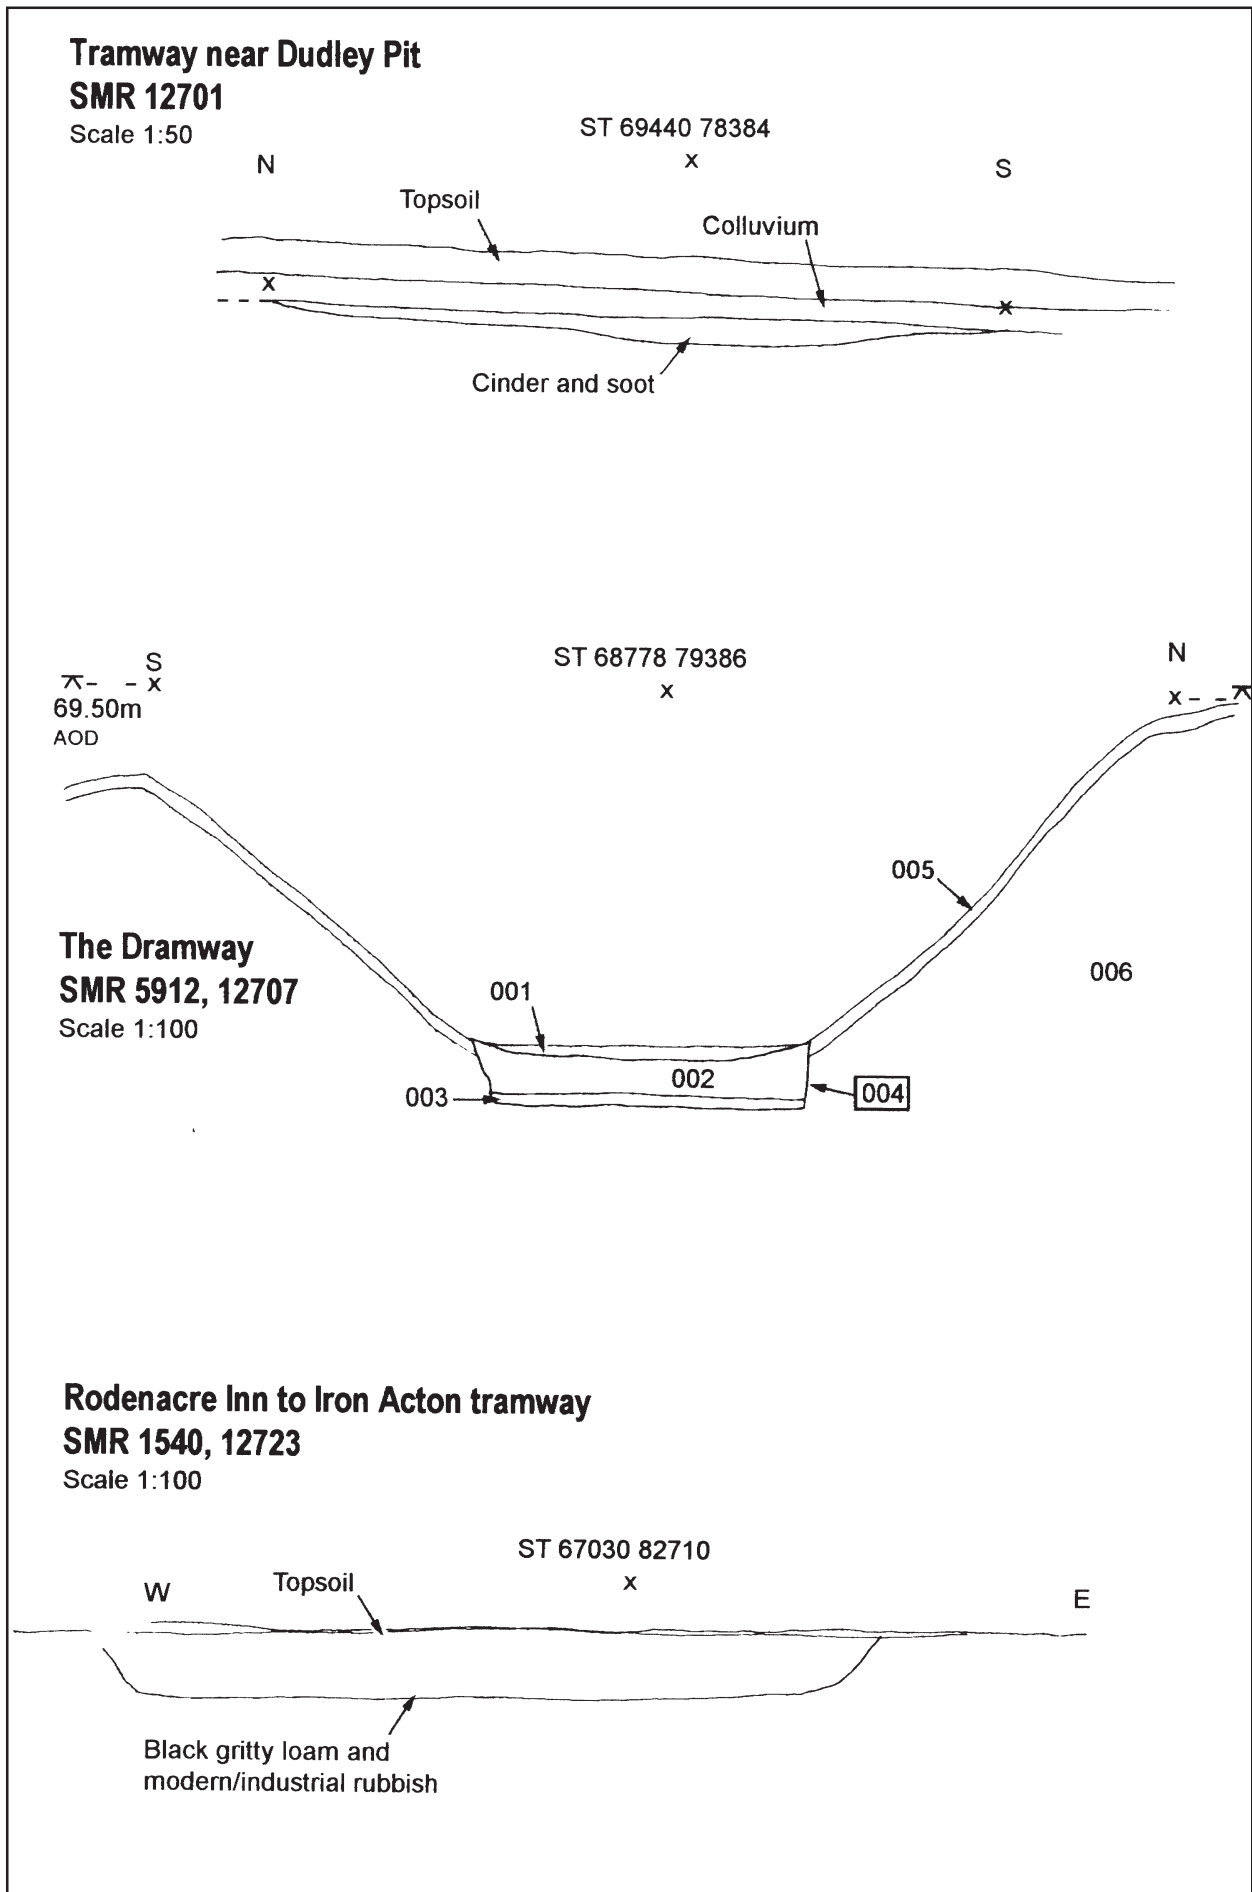 Tramway near Dudley Pit
SMR 12701
Scale 1:50
ST 69440 78384
x
N
S
Topsoil
Colluvium
x
x
Cinder and soot
S
ST 68778 79386
N
x
x
x
69.50m
AOD
005
The Dramway
SMR 5912, 12707
Scale 1:100
006
001
002
003
004
Rodenacre Inn to Iron Acton tramway
SMR 1540, 12723
Scale 1:100
ST 67030 82710
x
W
Topsoil
E
Black gritty loam and
modern/industrial rubbish